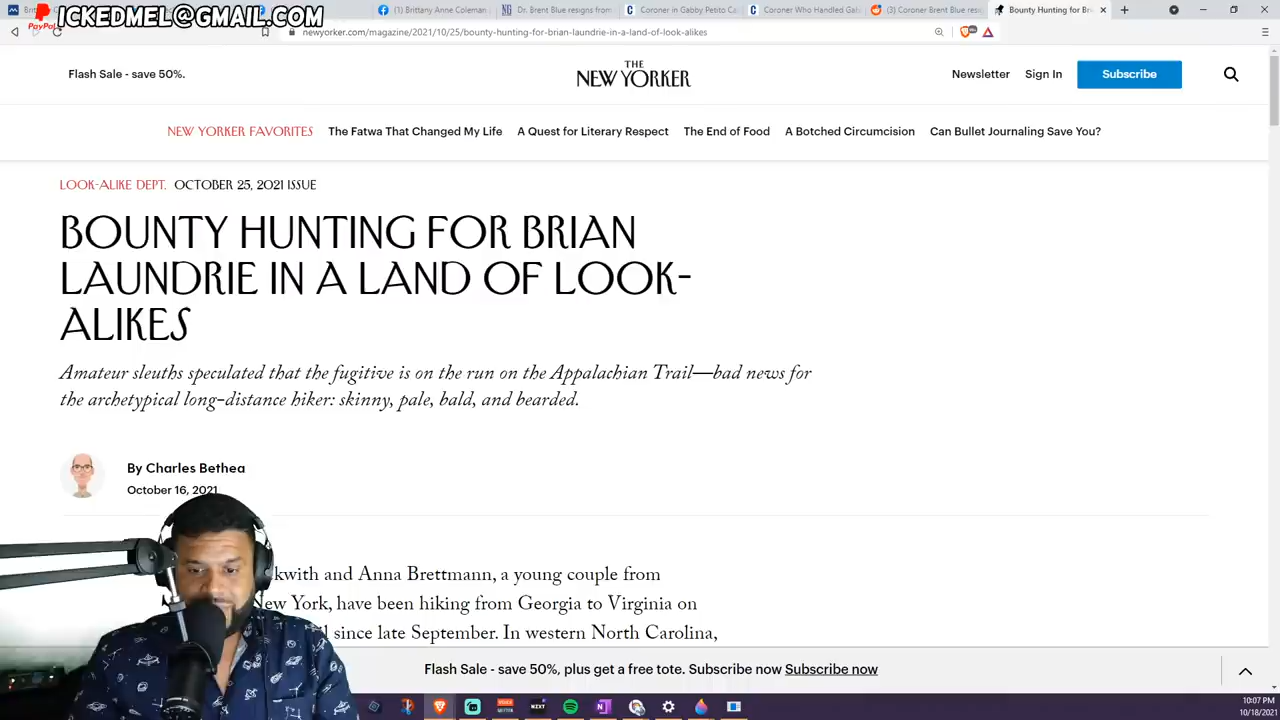 ICKEDMEL@GMAIL.COM
PayPal
(1) Brittany Anne Coleman
Dr. Brent Blue resigns from
Coroner in Gabby Petito Ca
Coroner Who Handled Gab
(3) Coroner Brent Blue resi
Bounty Hunting for Br
newyorker.com/magazine/2021/10/25/bounty-hunting-for-brian-laundrie-in-a-land-of-look-alikes
Flash Sale - save 50%.
THE
NEW YORKER
Newsletter
Sign In
Subscribe
NEW YORKER FAVORITES
The Fatwa That Changed My Life
A Quest for Literary Respect
The End of Food
A Botched Circumcision
Can Bullet Journaling Save You?
LOOK-ALIKE DEPT.
OCTOBER 25, 2021 ISSUE
BOUNTY HUNTING FOR BRIAN
LAUNDRIE IN A LAND OF LOOK-
ALIKES
Amateur sleuths speculated that the fugitive is on the run on the Appalachian Trail—bad news for
the archetypical long-distance hiker: skinny, pale, bald, and bearded.
By Charles Bethea
October 16, 2021
kwith and Anna Brettmann, a young couple from
New York, have been hiking from Georgia to Virginia on
since late September. In western North Carolina,
Flash Sale - save 50%, plus get a free tote. Subscribe now Subscribe now
10:07 PM
10/18/2021